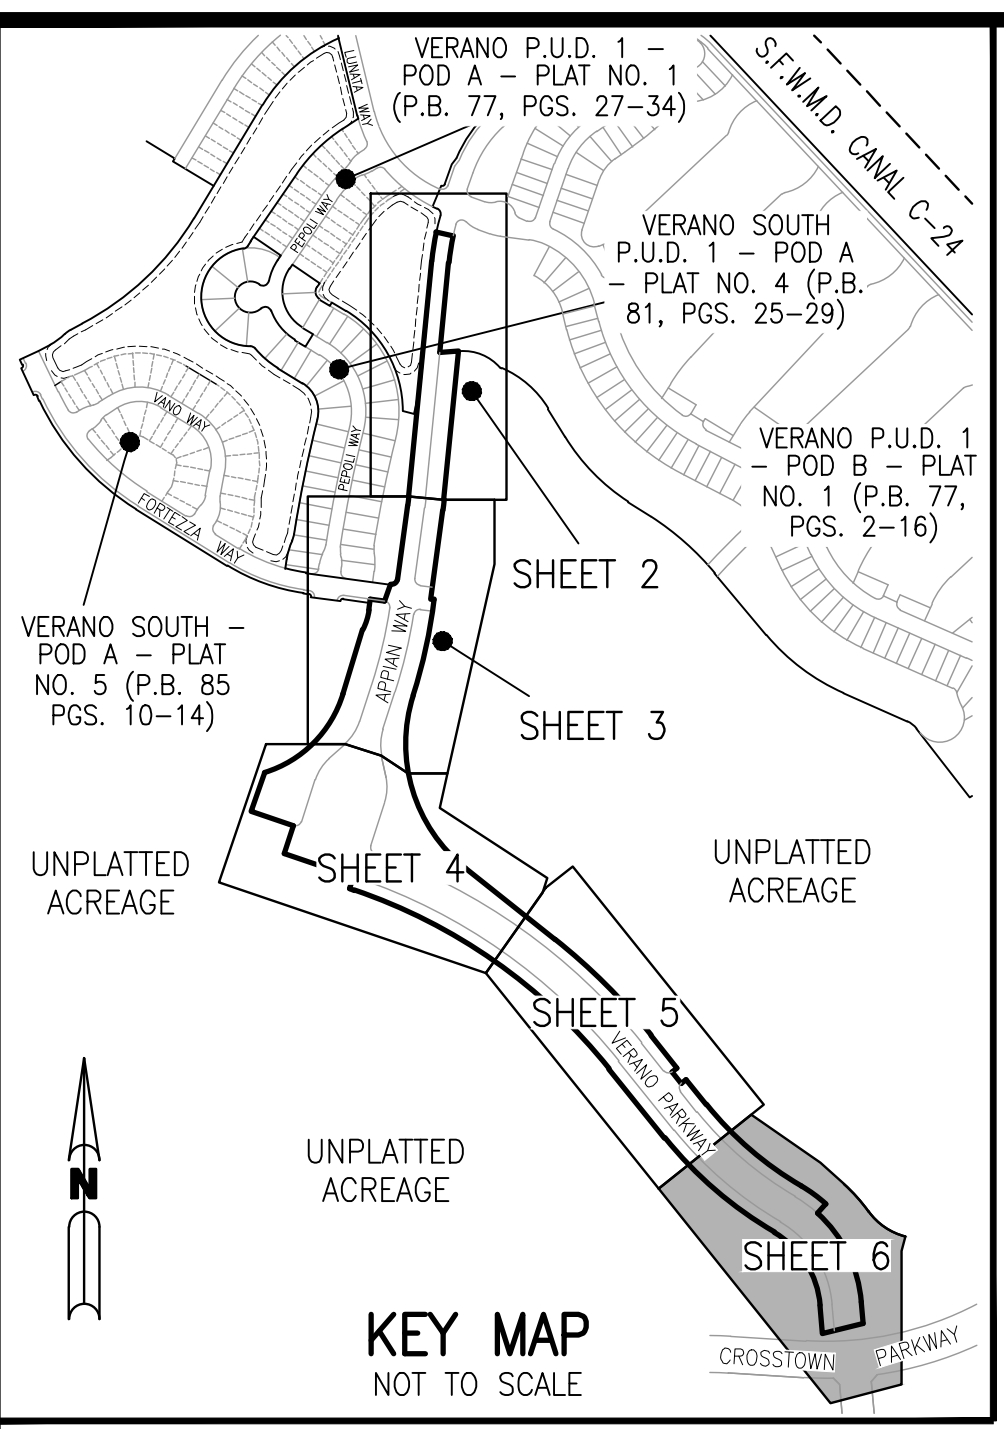 VERANO P.U.D. 1 –
POD A – PLAT NO. 1
(P.B. 77, PGS. 27–34)
S.F.W.M.D. CANAL C–24
LUNATA WAY
PEPOLI WAY
VERANO SOUTH
P.U.D. 1 – POD A
– PLAT NO. 4 (P.B.
81, PGS. 25–29)
VANO WAY
PEPOLI WAY
FORTEZZA WAY
VERANO P.U.D. 1
– POD B – PLAT
NO. 1 (P.B. 77,
PGS. 2–16)
SHEET 2
VERANO SOUTH –
POD A – PLAT
NO. 5 (P.B. 85
PGS. 10–14)
APPIAN WAY
SHEET 3
UNPLATTED
ACREAGE
SHEET 4
UNPLATTED
ACREAGE
SHEET 5
VERANO PARKWAY
N
UNPLATTED
ACREAGE
SHEET 6
KEY MAP
NOT TO SCALE
CROSSTOWN PARKWAY